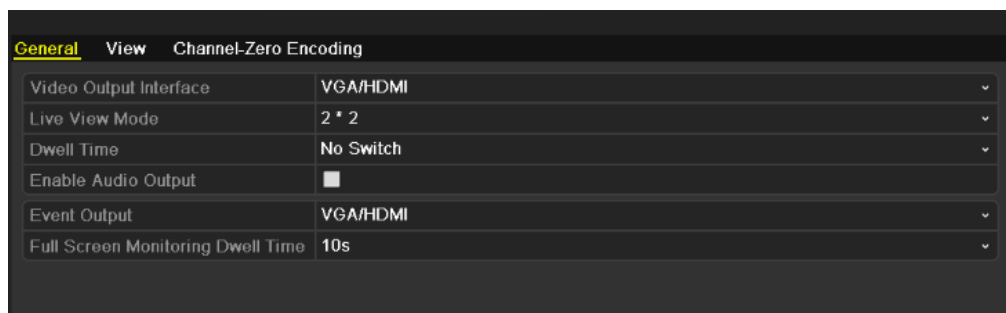 General View Channel-Zero Encoding
Video Output Interface VGA/HDMI
Live View Mode 2 * 2
Dwell Time No Switch
Enable Audio Output
Event Output VGA/HDMI
Full Screen Monitoring Dwell Time 10s